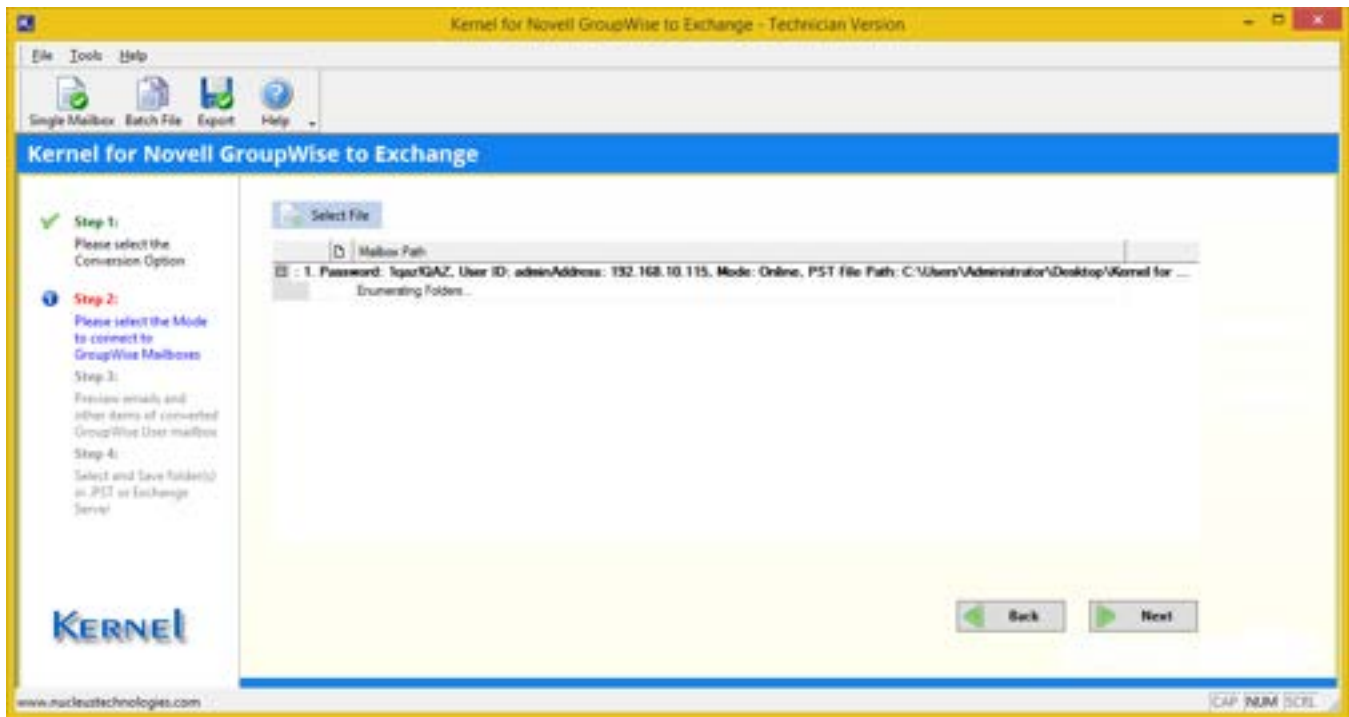 Kernel for Novell GroupWise to Exchange - Technician Version
File Tools Help
Single Mailbox Batch File Export Help
Kernel for Novell GroupWise to Exchange
Step 1:
Please select the
Conversion Option
Step 2:
Please select the Mode
to connect to
GroupWise Mailboxes
Step 3:
Preview emails and
other items of converted
GroupWise User mailbox
Step 4:
Select and Save folder(s)
in .PST or Exchange
Server
Select File
Mailbox Path
: 1. Password: User ID: adminAddress: 192.168.10.115, Mode: Online, PST File Path: C:\Users\Administrator\Desktop\Kernel for ...
Enumerating Folders...
KERNEL
Back Next
www.nucleustechnologies.com
CAP NUM SCRL